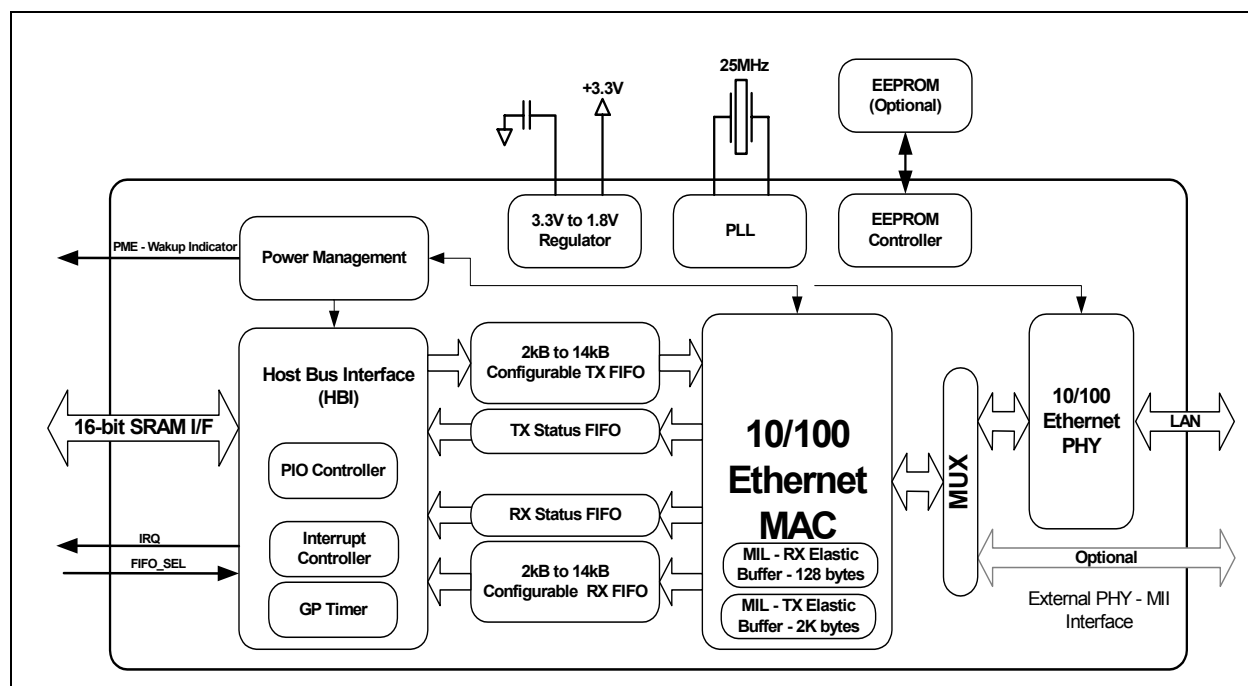 25MHz
+3.3V
EEPROM
(Optional)
3.3V to 1.8V
Regulator
PLL
EEPROM
Controller
PME - Wakup Indicator
Power Management
Host Bus Interface
(HBI)
16-bit SRAM I/F
PIO Controller
IRQ
Interrupt
Controller
FIFO_SEL
GP Timer
2kB to 14kB
Configurable TX FIFO
TX Status FIFO
RX Status FIFO
2kB to 14kB
Configurable RX FIFO
10/100
Ethernet
MAC
MIL - RX Elastic
Buffer - 128 bytes
MIL - TX Elastic
Buffer - 2K bytes
MUX
10/100
Ethernet
PHY
LAN
Optional
External PHY - MII
Interface